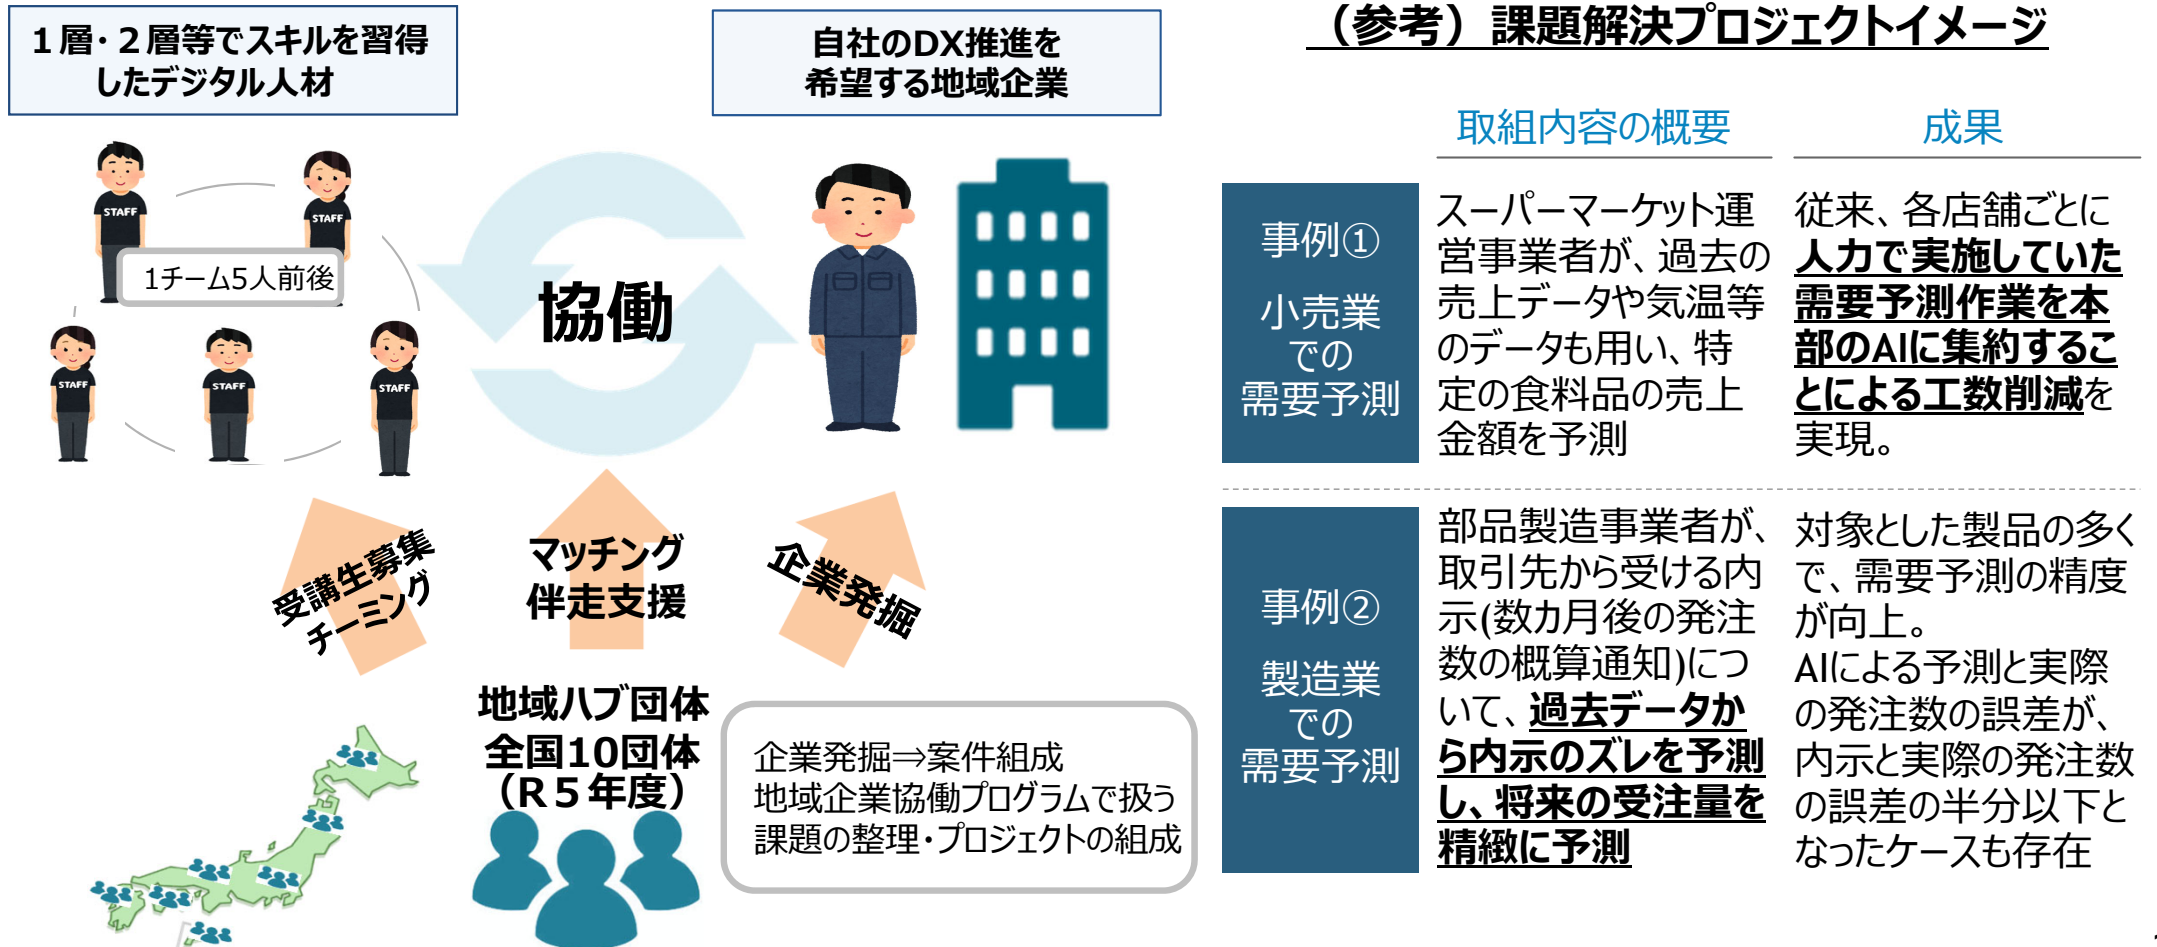 1層・2層等でスキルを習得
したデジタル人材
自社のDX推進を
希望する地域企業
STAFF
STAFF
1チーム5人前後
STAFF
STAFF
STAFF
協働
受講生募集
チーミング
マッチング
伴走支援
企業発掘
地域ハブ団体
全国10団体
（R５年度）
企業発掘⇒案件組成
地域企業協働プログラムで扱う
課題の整理・プロジェクトの組成
（参考）課題解決プロジェクトイメージ
取組内容の概要
成果
事例①
小売業
での
需要予測
スーパーマーケット運
営事業者が、過去の
売上データや気温等
のデータも用い、特
定の食料品の売上
金額を予測
従来、各店舗ごとに
人力で実施していた
需要予測作業を本
部のAIに集約するこ
とによる工数削減を
実現。
事例②
製造業
での
需要予測
部品製造事業者が、
取引先から受ける内
示(数カ月後の発注
数の概算通知)につ
いて、過去データか
ら内示のズレを予測
し、将来の受注量を
精緻に予測
対象とした製品の多く
で、需要予測の精度
が向上。
AIによる予測と実際
の発注数の誤差が、
内示と実際の発注数
の誤差の半分以下と
なったケースも存在